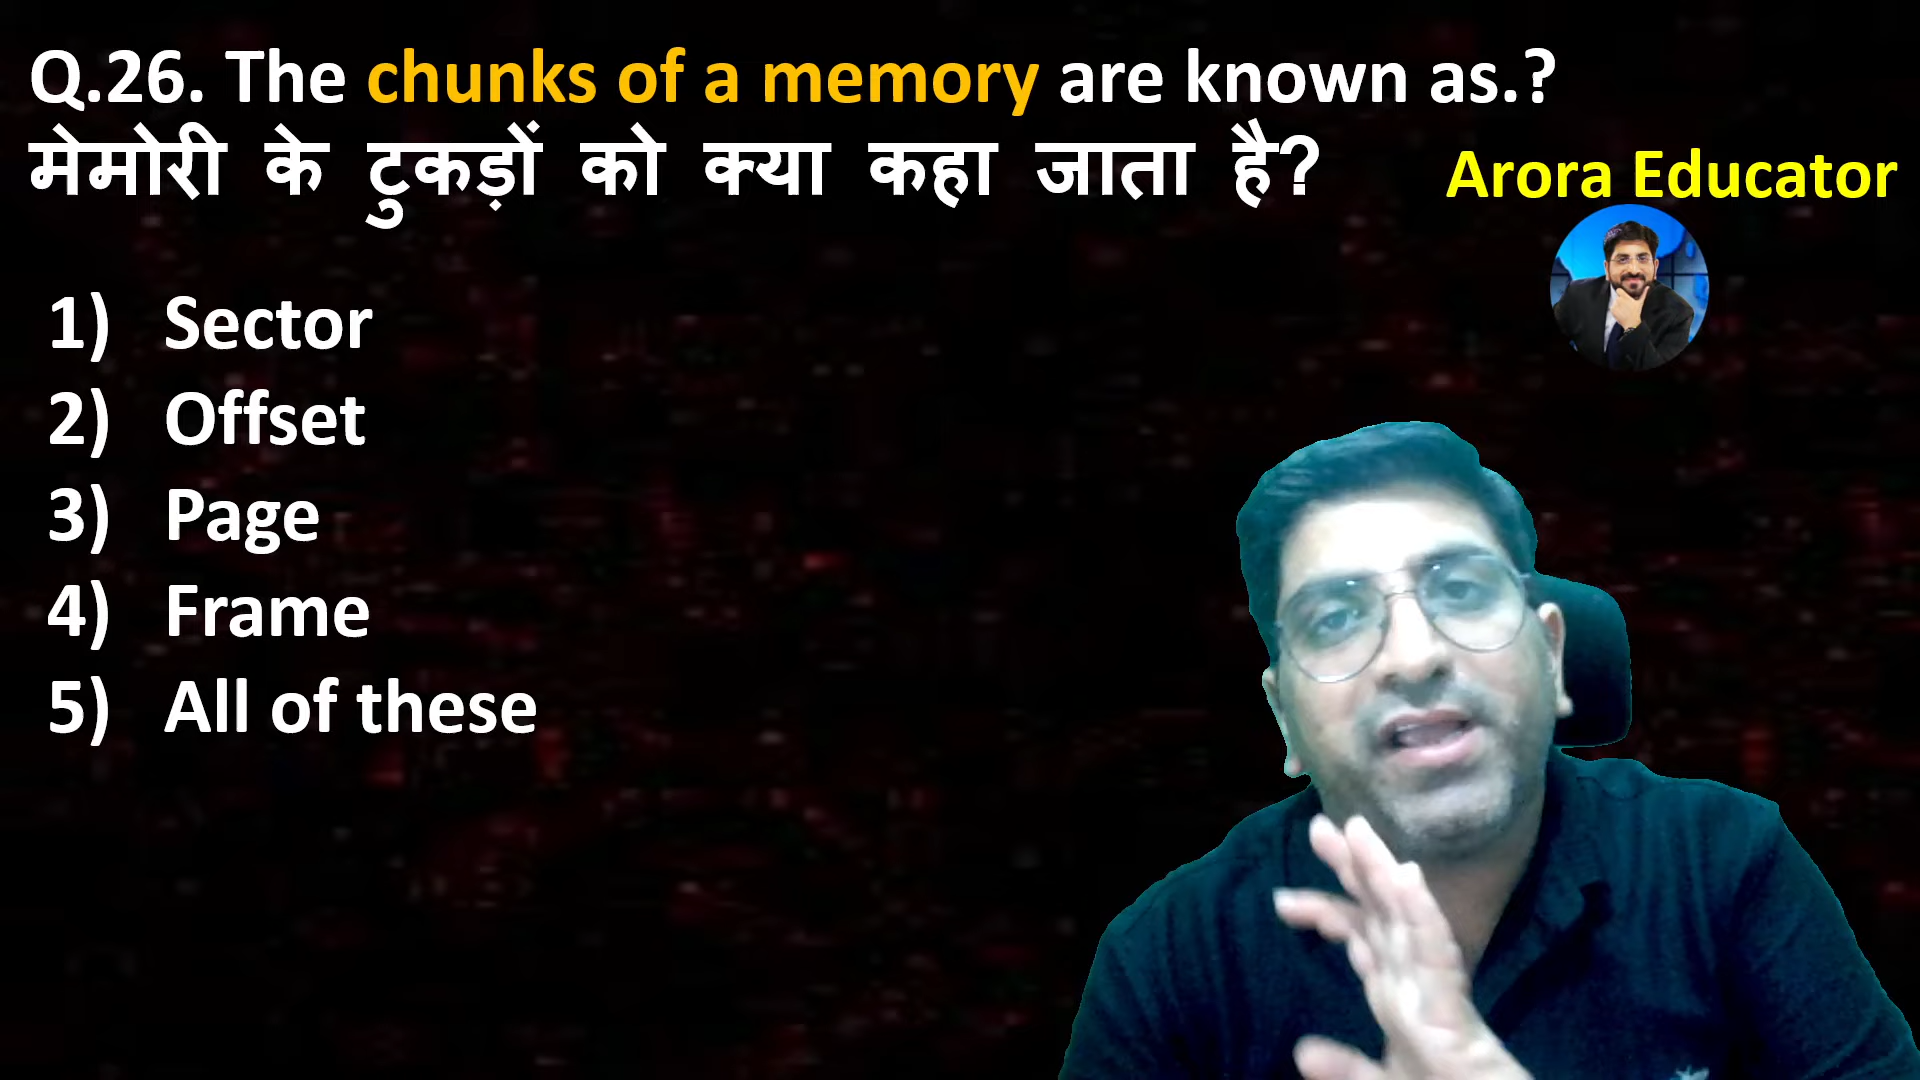 Q.26. The chunks of a memory are known as.?
मेमोरी के टुकड़ों को क्या कहा जाता है?
Arora Educator
1) Sector
2) Offset
3) Page
4) Frame
5) All of these